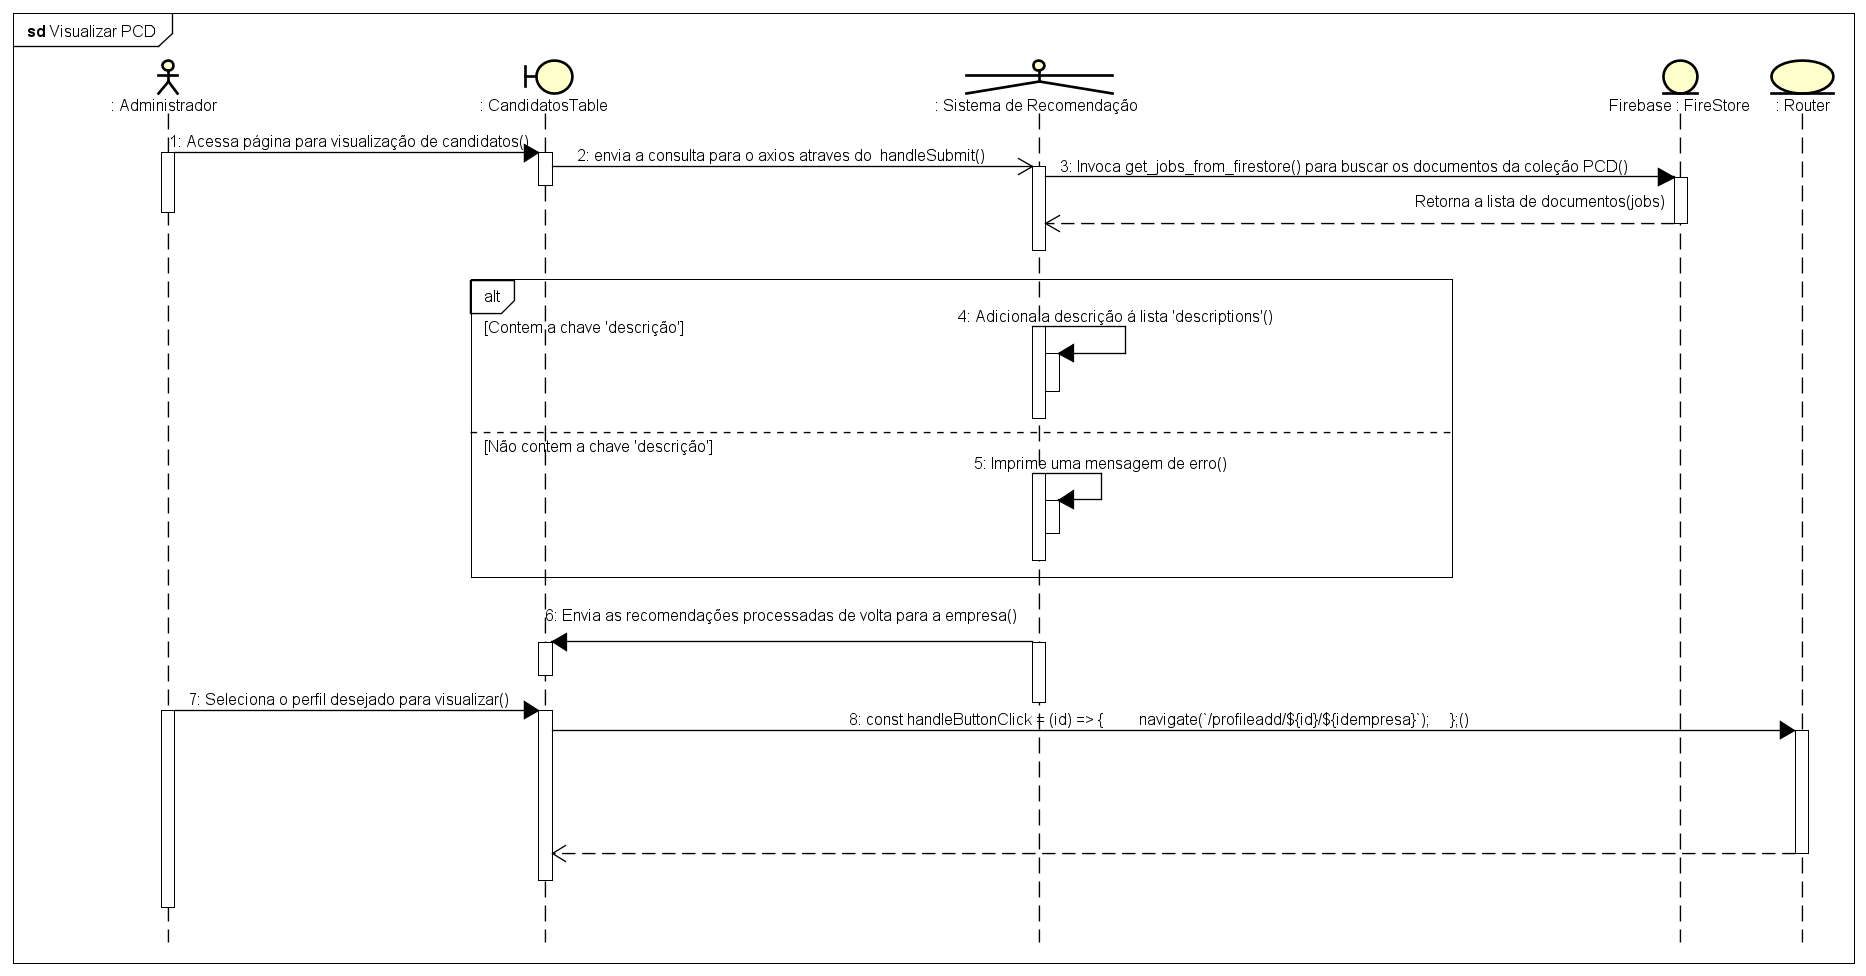 sd Visualizar PCD
: Administrador
: CandidatosTable
: Sistema de Recomendação
Firebase : FireStore
: Router
1: Acessa página para visualização de candidatos()
2: envia a consulta para o axios atraves do handleSubmit()
3: Invoca get_jobs_from_firestore() para buscar os documentos da coleção PCD()
Retorna a lista de documentos(jobs)
alt
[Contem a chave 'descrição']
4: Adiciona a descrição á lista 'descriptions'()
[Não contem a chave 'descrição']
5: Imprime uma mensagem de erro()
6: Envia as recomendações processadas de volta para a empresa()
7: Seleciona o perfil desejado para visualizar()
8: const handleButtonClick = (id) => { navigate(`/profileadd/${id}/${idempresa}`); };()